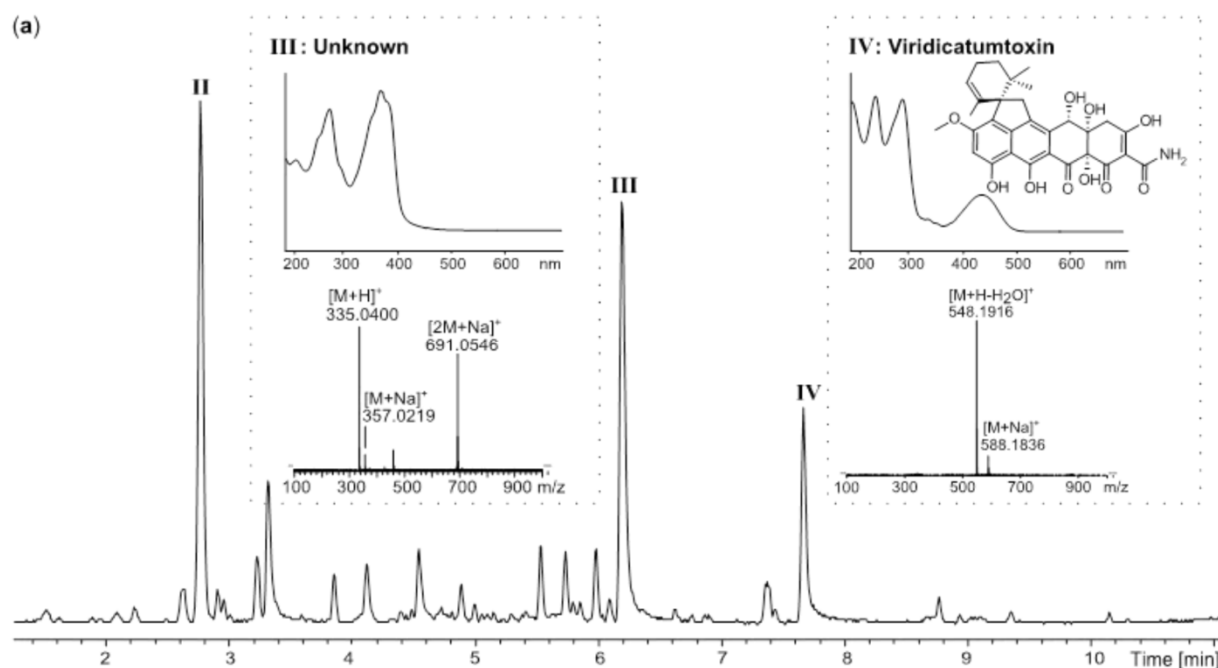 (a)
III : Unknown
IV: Viridicatumtoxin
II
OH
OH
OH
O
NH2
OH
OH
O
OH
O
O
III
200 300 400 500 600 nm
200 300 400 500 600 nm
[M+H]+
335.0400
[2M+Na]+
691.0546
[M+Na]+
357.0219
[M+H-H2O]+
548.1916
IV
[M+Na]+
588.1836
100 300 500 700 900 m/z
100 300 500 700 900 m/z
2 3 4 5 6 7 8 9 10 Time [min]